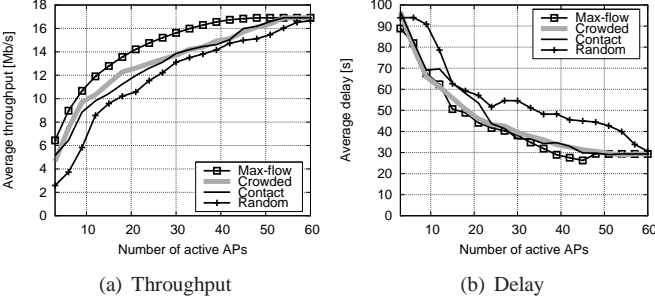 18
16
14
12
10
8
6
4
2
0
Average throughput [Mb/s]
Max-flow
Crowded
Contact
Random
10 20 30 40 50 60
Number of active APs
(a) Throughput
100
90
80
70
60
50
40
30
20
10
0
Average delay [s]
Max-flow
Crowded
Contact
Random
10 20 30 40 50 60
Number of active APs
(b) Delay